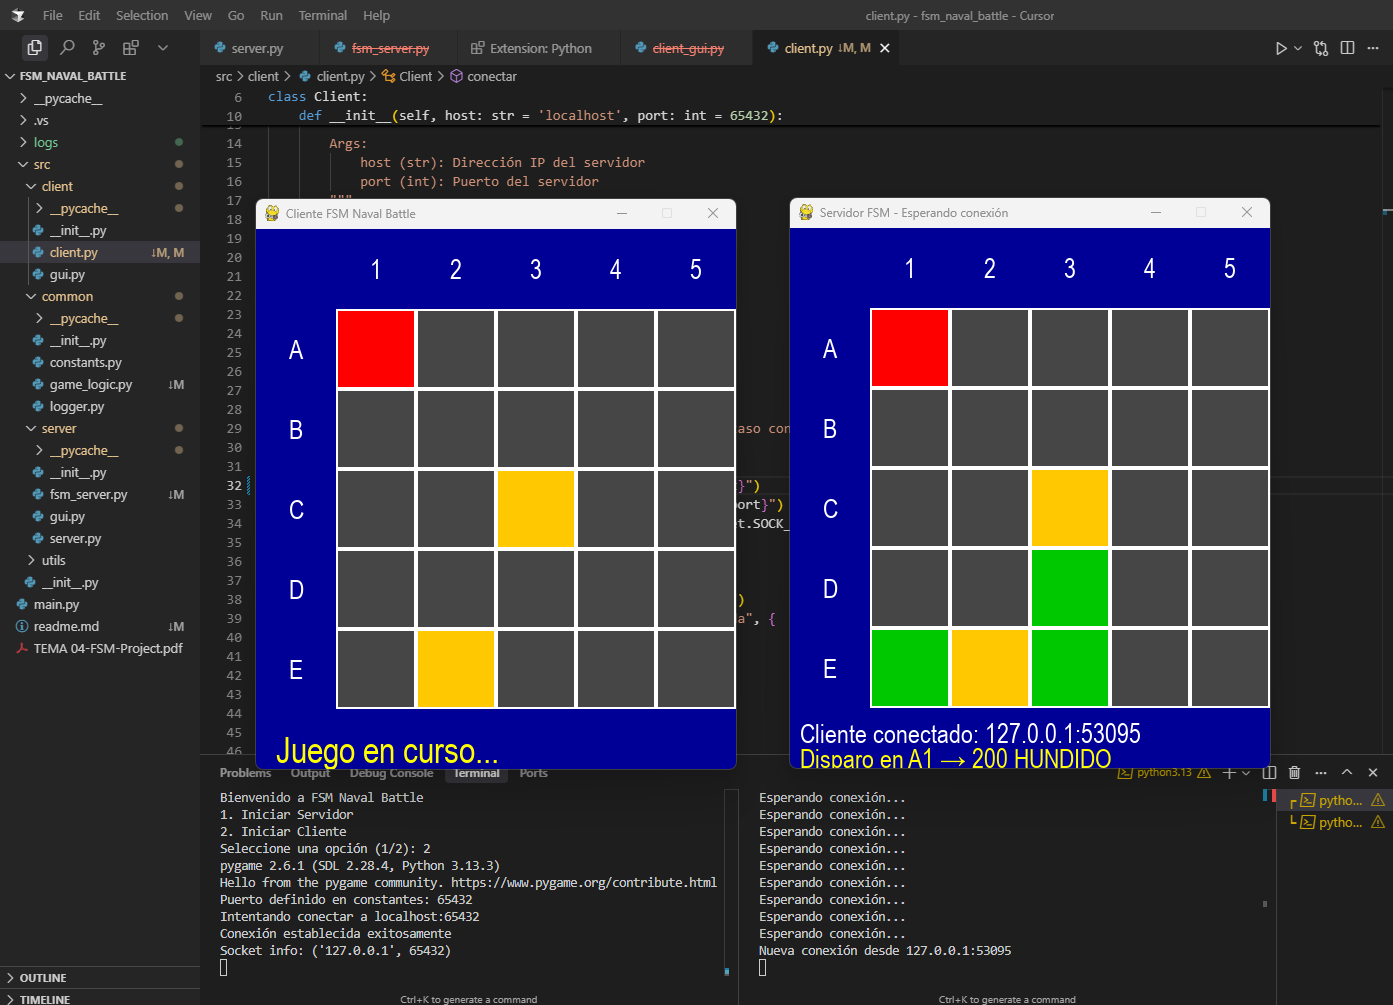 File Edit Selection View Go Run Terminal Help
client.py - fsm_naval_battle - Cursor
server.py fsm_server.py Extension: Python client_gui.py client.py ↓M, M
FSM_NAVAL_BATTLE
__pycache__
.vs
logs
src
client
__pycache__
__init__.py
client.py ↓M, M
gui.py
common
__pycache__
__init__.py
constants.py
game_logic.py ↓M
logger.py
server
__pycache__
__init__.py
fsm_server.py ↓M
gui.py
server.py
utils
__init__.py
main.py
readme.md ↓M
TEMA 04-FSM-Project.pdf
OUTLINE
TIMELINE
src > client > client.py > Client > conectar
6 class Client:
10 def __init__(self, host: str = 'localhost', port: int = 65432):
14 Args:
15 host (str): Dirección IP del servidor
16 port (int): Puerto del servidor
17 """
18
19
20
21
22
23
24
25
26
27
28
29 aso con
30
31
32 }")
33 ort}")
34 t.SOCK_
35
36
37
38 )
39 a", {
40
41
42
43
44
45
46
Cliente FSM Naval Battle
1 2 3 4 5
A
B
C
D
E
Juego en curso...
Servidor FSM - Esperando conexión
1 2 3 4 5
A
B
C
D
E
Cliente conectado: 127.0.0.1:53095
Disparo en A1 → 200 HUNDIDO
Problems Output Debug Console Terminal Ports
python3.13
Bienvenido a FSM Naval Battle
1. Iniciar Servidor
2. Iniciar Cliente
Seleccione una opción (1/2): 2
pygame 2.6.1 (SDL 2.28.4, Python 3.13.3)
Hello from the pygame community. https://www.pygame.org/contribute.html
Puerto definido en constantes: 65432
Intentando conectar a localhost:65432
Conexión establecida exitosamente
Socket info: ('127.0.0.1', 65432)
Ctrl+K to generate a command
Esperando conexión...
Esperando conexión...
Esperando conexión...
Esperando conexión...
Esperando conexión...
Esperando conexión...
Esperando conexión...
Esperando conexión...
Esperando conexión...
Nueva conexión desde 127.0.0.1:53095
Ctrl+K to generate a command
pytho...
pytho...